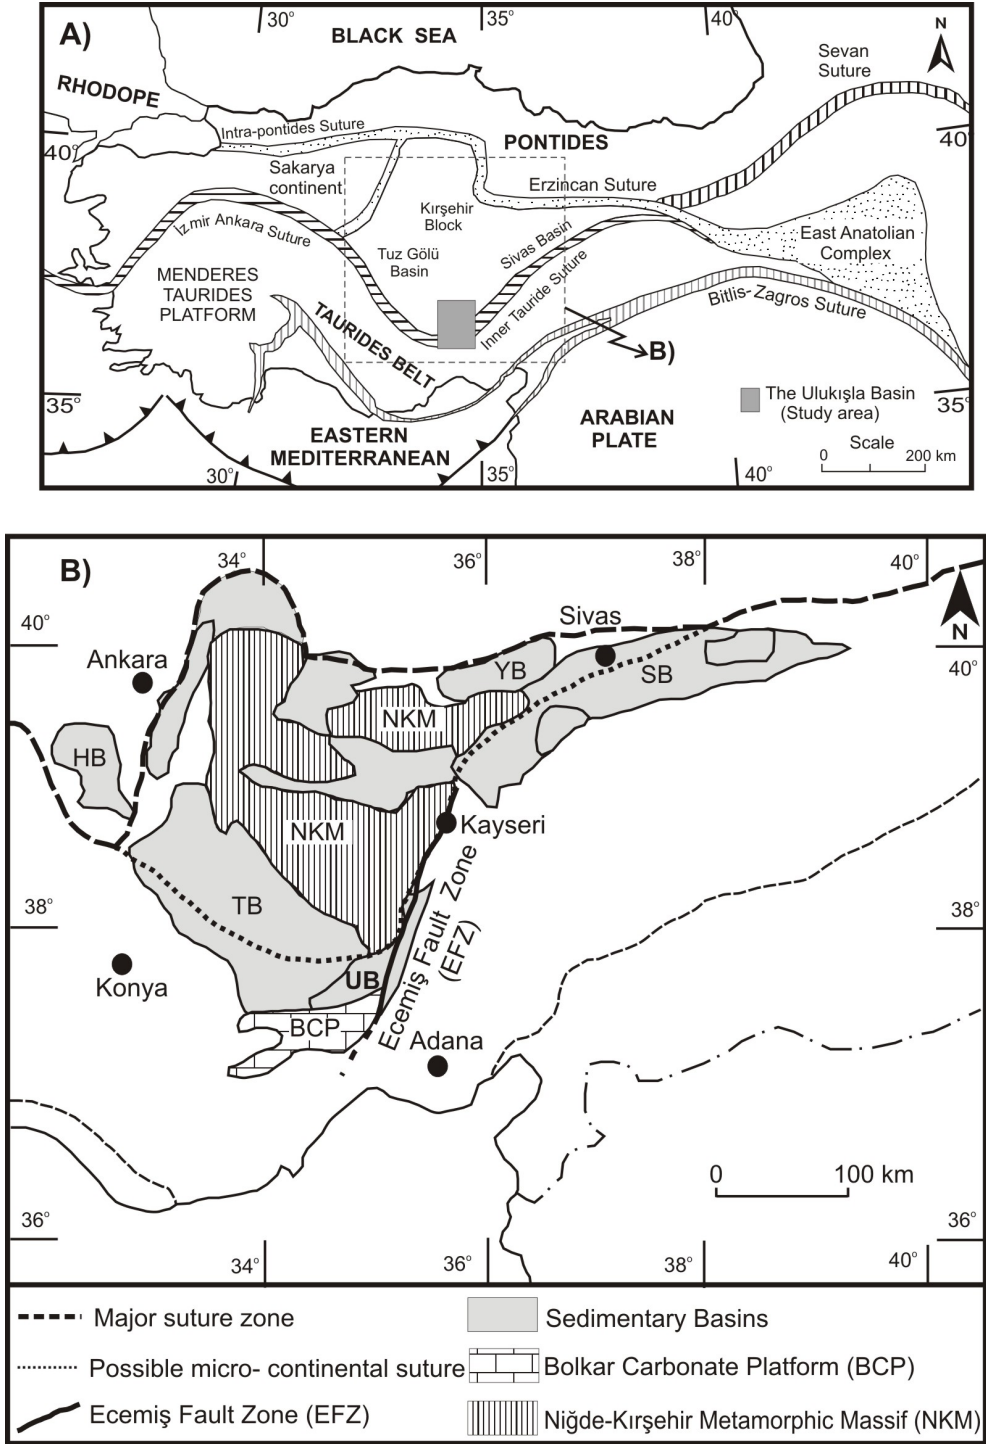 A)
30°
35°
40°
N
BLACK SEA
Sevan
Suture
RHODOPE
Intra-pontides Suture
PONTIDES
40°
40°
Sakarya
continent
Erzincan Suture
Kırşehir
Block
İzmir Ankara Suture
Sivas Basin
East Anatolian
Complex
Tuz Gölü
Basin
MENDERES
TAURIDES
PLATFORM
Inner Tauride Suture
Bitlis-Zagros Suture
TAURIDES BELT
B)
35°
35°
The Ulukışla Basin
(Study area)
ARABIAN
PLATE
EASTERN
MEDITERRANEAN
Scale
0 200 km
30°
35°
40°
B)
34°
36°
38°
40°
40°
Sivas
N
40°
Ankara
YB
SB
NKM
HB
NKM
Kayseri
38°
TB
38°
Ecemiş Fault Zone
(EFZ)
Konya
UB
BCP
Adana
0 100 km
36°
36°
34°
36°
38°
40°
Major suture zone
Sedimentary Basins
Possible micro- continental suture
Bolkar Carbonate Platform (BCP)
Ecemiş Fault Zone (EFZ)
Niğde-Kırşehir Metamorphic Massif (NKM)